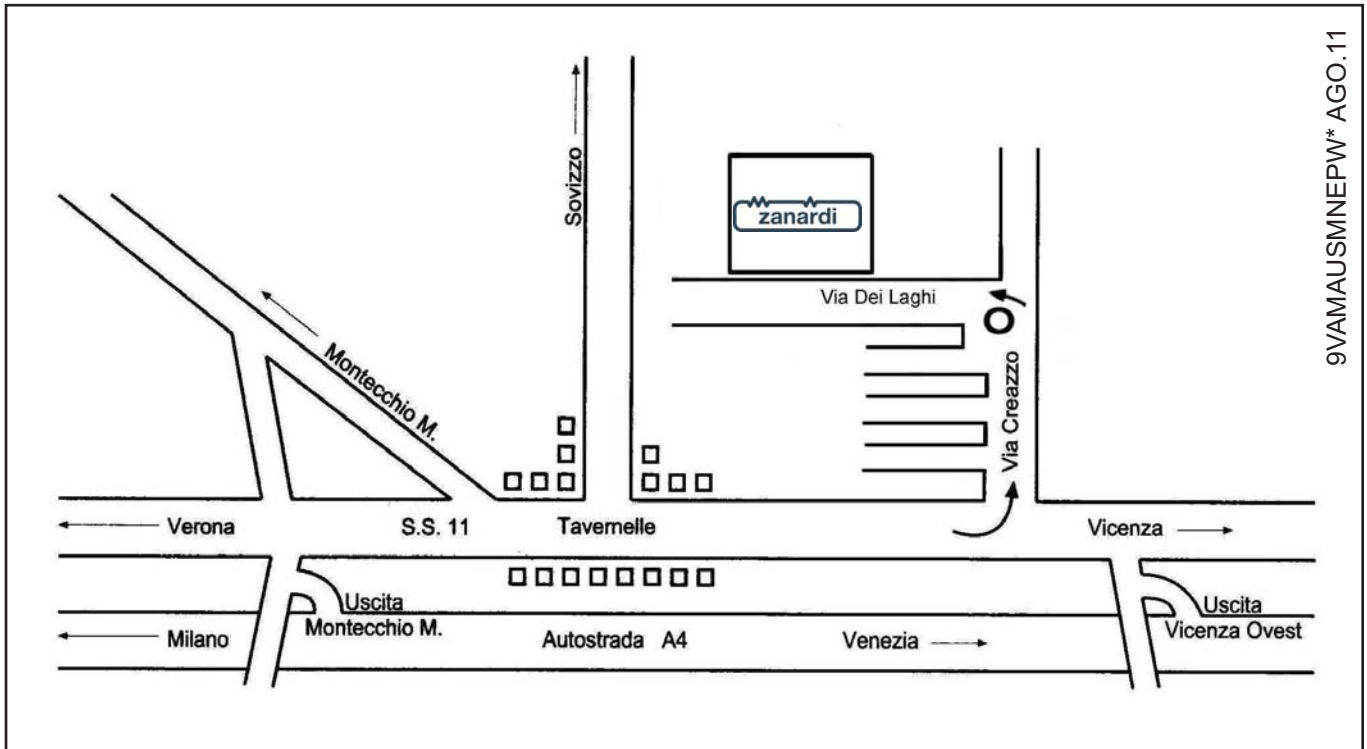 9VAMAUSMNEPW* AGO.11
Sovizzo
zanardi
Via Dei Laghi
Montecchio M.
Via Creazzo
Verona
S.S. 11
Tavernelle
Vicenza
Uscita
Montecchio M.
Uscita
Vicenza Ovest
Milano
Autostrada A4
Venezia